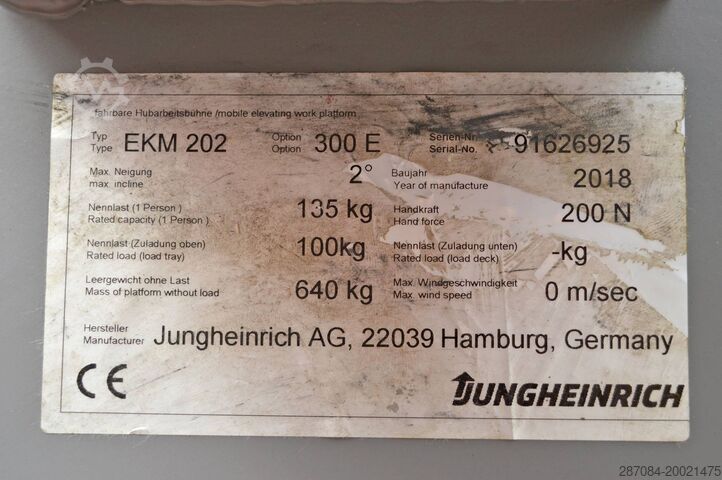 fahrbare Hubarbeitsbühne /mobile elevating work platform
Typ
Type EKM 202 Option
Option 300 E Serien-Nr.
Serial-No. 91626925
Max. Neigung
max. incline 2° Baujahr
Year of manufacture 2018
Nennlast (1 Person )
Rated capacity (1 Person ) 135 kg Handkraft
Hand force 200 N
Nennlast (Zuladung oben)
Rated load (load tray) 100kg Nennlast (Zuladung unten)
Rated load (load deck) -kg
Leergewicht ohne Last
Mass of platform without load 640 kg Max. Windgeschwindigkeit
Max. wind speed 0 m/sec
Hersteller
Manufacturer Jungheinrich AG, 22039 Hamburg, Germany
CE JUNGHEINRICH
287084-20021475